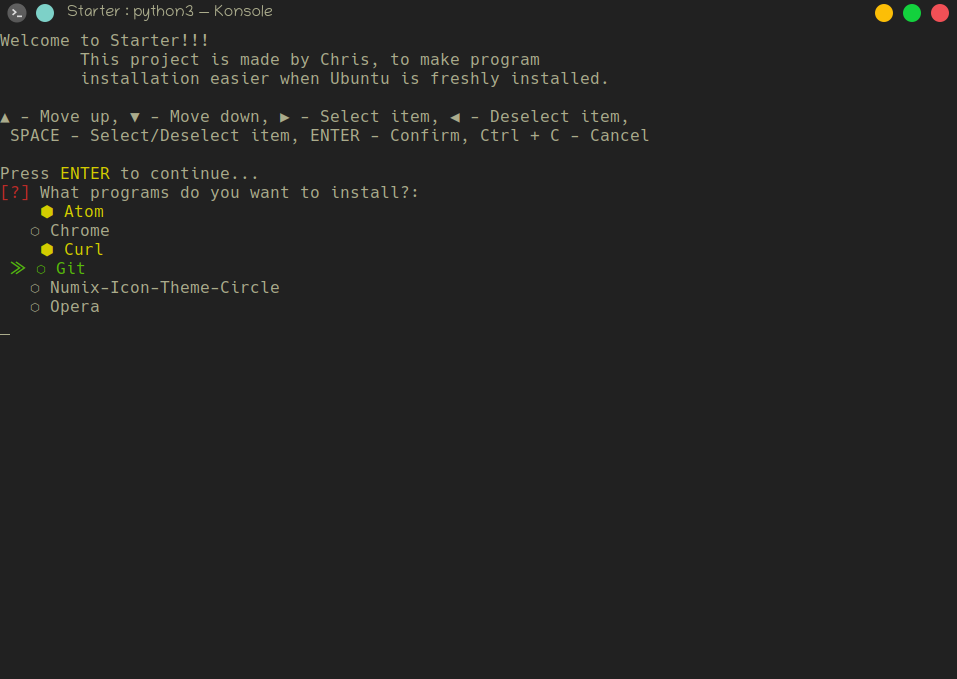 Starter : python3 — Konsole
Welcome to Starter!!!
This project is made by Chris, to make program
installation easier when Ubuntu is freshly installed.
▲ - Move up, ▼ - Move down, ▶ - Select item, ◀ - Deselect item,
SPACE - Select/Deselect item, ENTER - Confirm, Ctrl + C - Cancel
Press ENTER to continue...
[?] What programs do you want to install?:
⬢ Atom
⬡ Chrome
⬢ Curl
≫ ⬡ Git
⬡ Numix-Icon-Theme-Circle
⬡ Opera